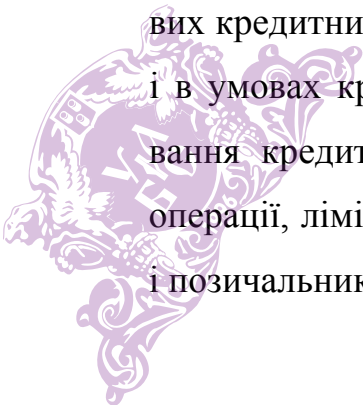 вих кредитни
і в умовах кр
вання кредит
операції, лімі
і позичальник